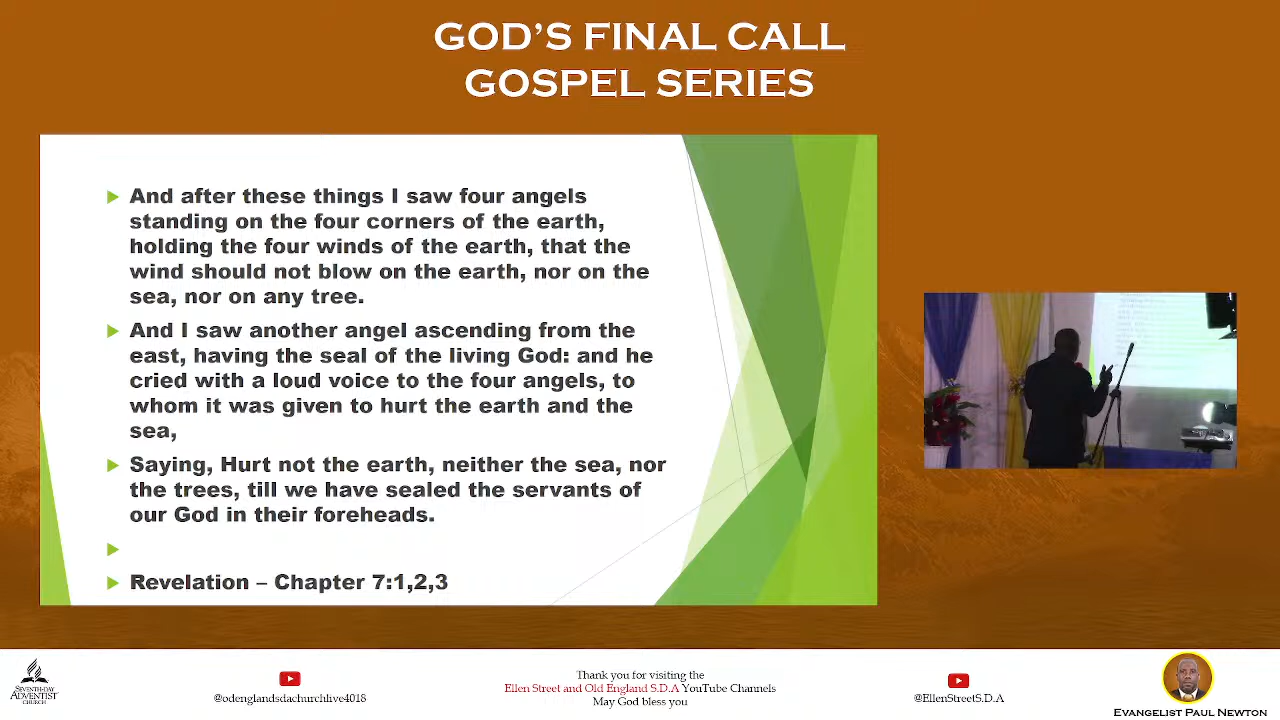 GOD'S FINAL CALL
GOSPEL SERIES
And after these things I saw four angels
standing on the four corners of the earth,
holding the four winds of the earth, that the
wind should not blow on the earth, nor on the
sea, nor on any tree.
And I saw another angel ascending from the
east, having the seal of the living God: and he
cried with a loud voice to the four angels, to
whom it was given to hurt the earth and the
sea,
Saying, Hurt not the earth, neither the sea, nor
the trees, till we have sealed the servants of
our God in their foreheads.
Revelation – Chapter 7:1,2,3
SEVENTH-DAY
ADVENTIST
CHURCH
@odenglandsdachurchlive4018
Thank you for visiting the
Ellen Street and Old England S.D.A YouTube Channels
May God bless you
@EllenStreetS.D.A
EVANGELIST PAUL NEWTON